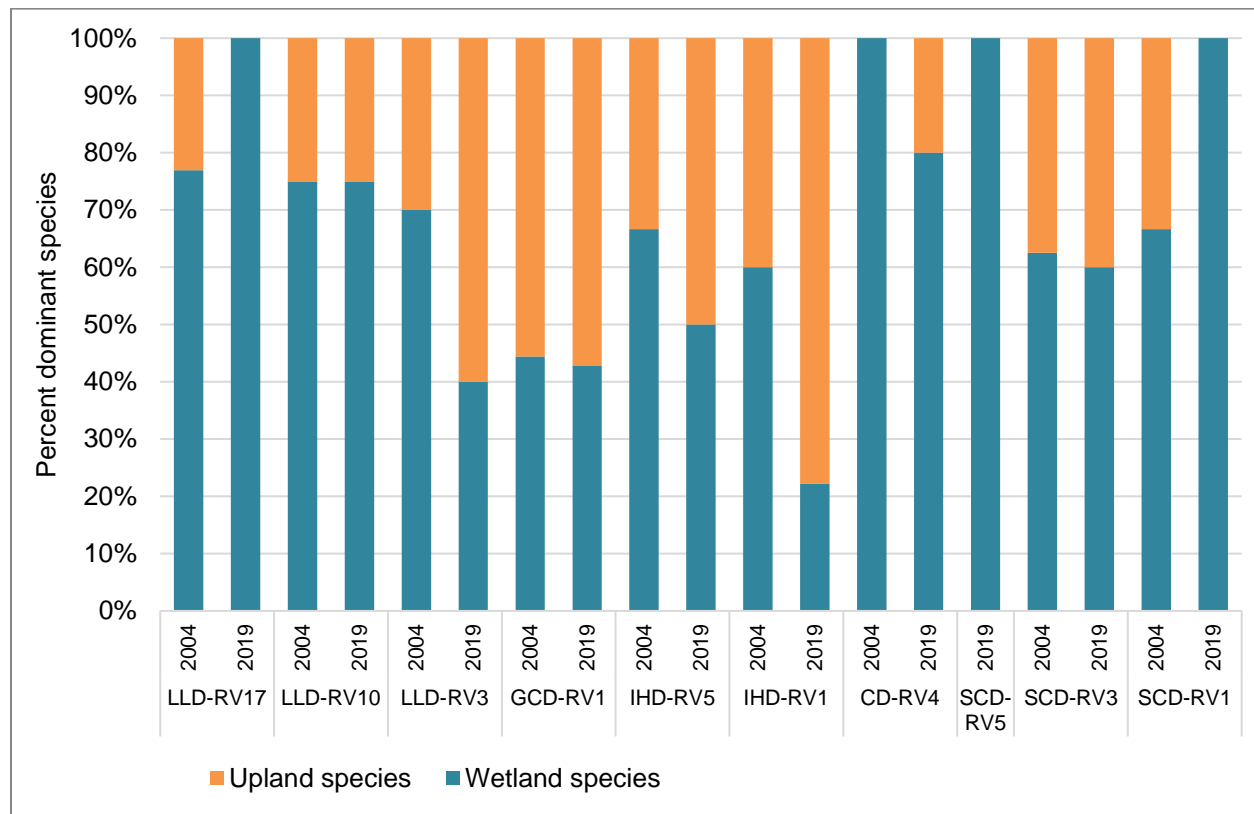 100%
90%
80%
70%
60%
50%
40%
30%
20%
10%
0%
Percent dominant species
2004 2019 2004 2019 2004 2019 2004 2019 2004 2019 2004 2019 2004 2019 2019 2004 2019 2004 2019
LLD-RV17 LLD-RV10 LLD-RV3 GCD-RV1 IHD-RV5 IHD-RV1 CD-RV4 SCD- SCD-RV3 SCD-RV1
RV5
Upland species Wetland species